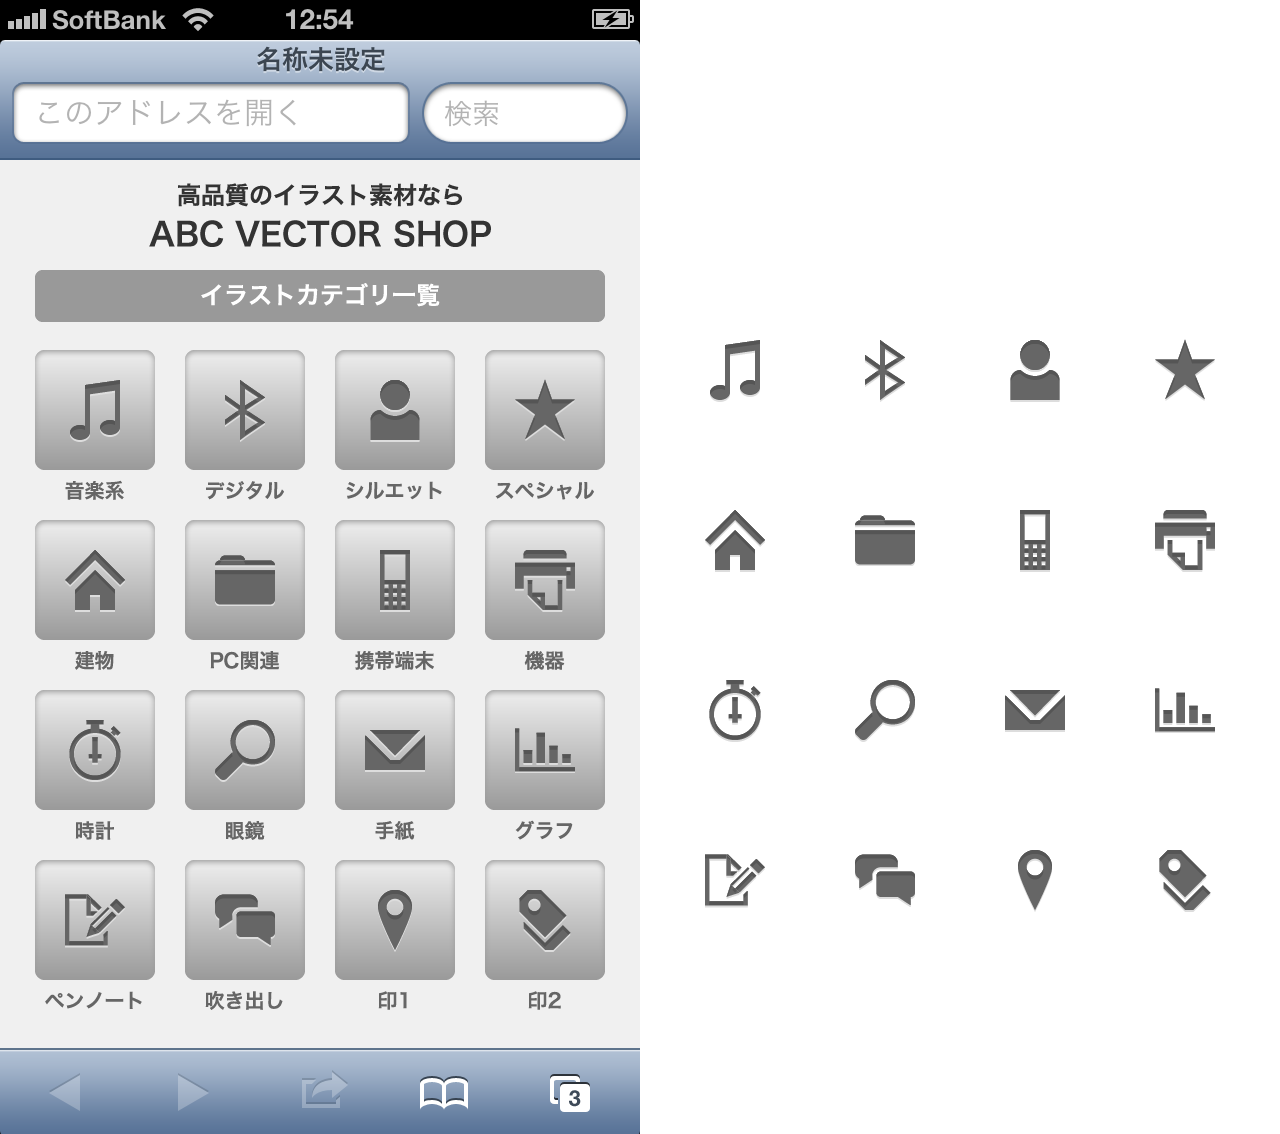 SoftBank 12:54
名称未設定
このアドレスを開く 検索
高品質のイラスト素材なら
ABC VECTOR SHOP
イラストカテゴリ一覧
音楽系 デジタル シルエット スペシャル
建物 PC関連 携帯端末 機器
時計 眼鏡 手紙 グラフ
ペンノート 吹き出し 印1 印2
3